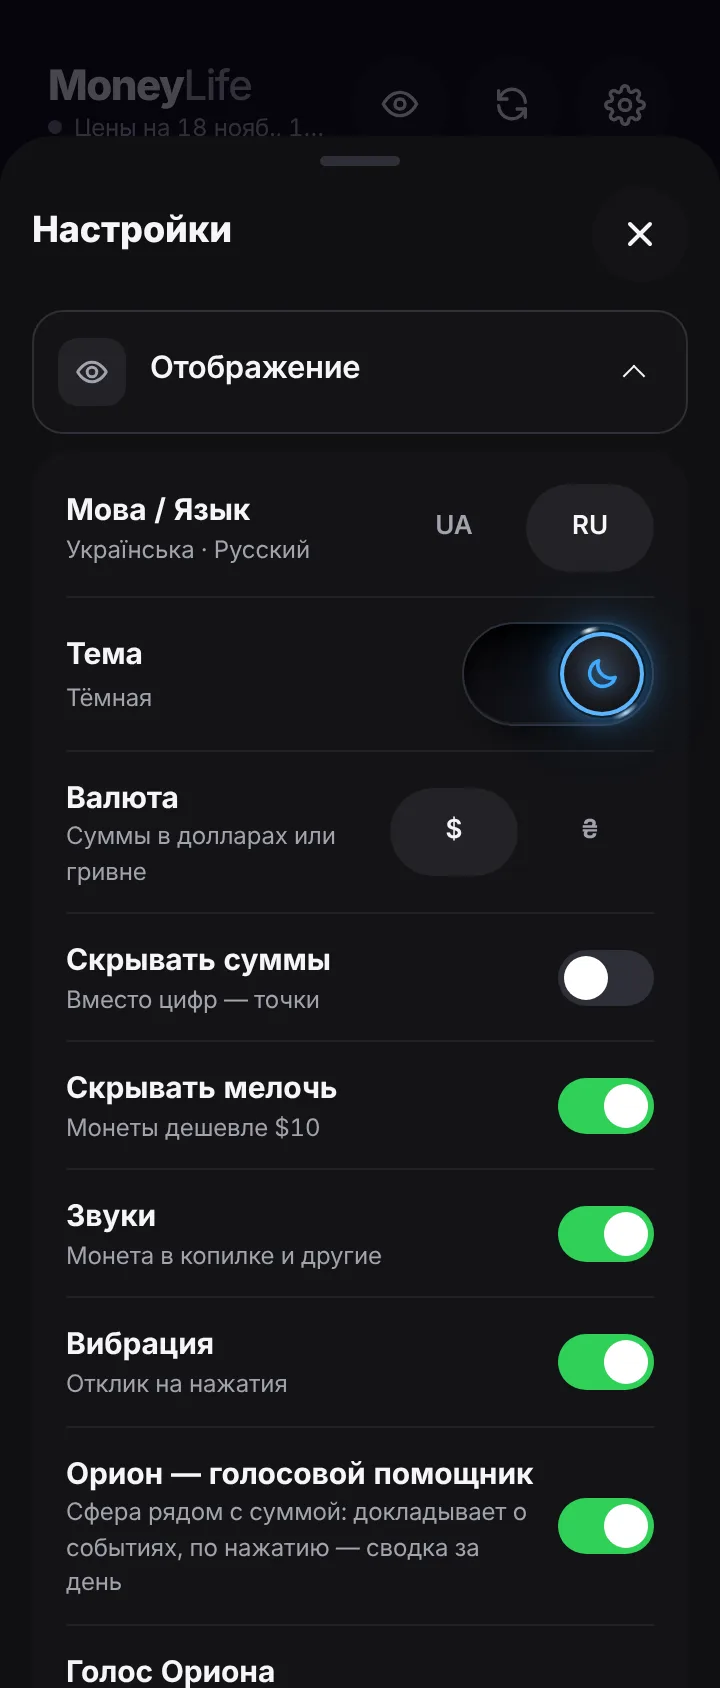 MoneyLife
Цены на 18 нояб., 1...
Настройки
Отображение
Мова / Язык
Українська · Русский
UA
RU
Тема
Тёмная
Валюта
Суммы в долларах или
гривне
$
₴
Скрывать суммы
Вместо цифр — точки
Скрывать мелочь
Монеты дешевле $10
Звуки
Монета в копилке и другие
Вибрация
Отклик на нажатия
Орион — голосовой помощник
Сфера рядом с суммой: докладывает о
событиях, по нажатию — сводка за
день
Голос Ориона